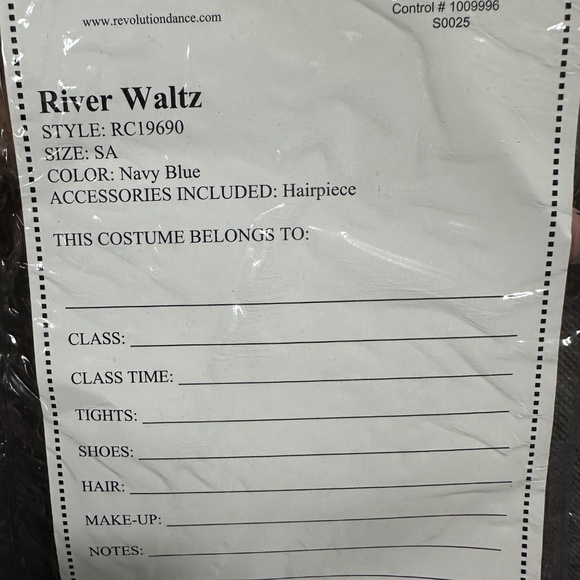 www.revolutiondance.com
Control # 1009996
S0025
River Waltz
STYLE: RC19690
SIZE: SA
COLOR: Navy Blue
ACCESSORIES INCLUDED: Hairpiece
THIS COSTUME BELONGS TO:
CLASS:
CLASS TIME:
TIGHTS:
SHOES:
HAIR:
MAKE-UP:
NOTES: